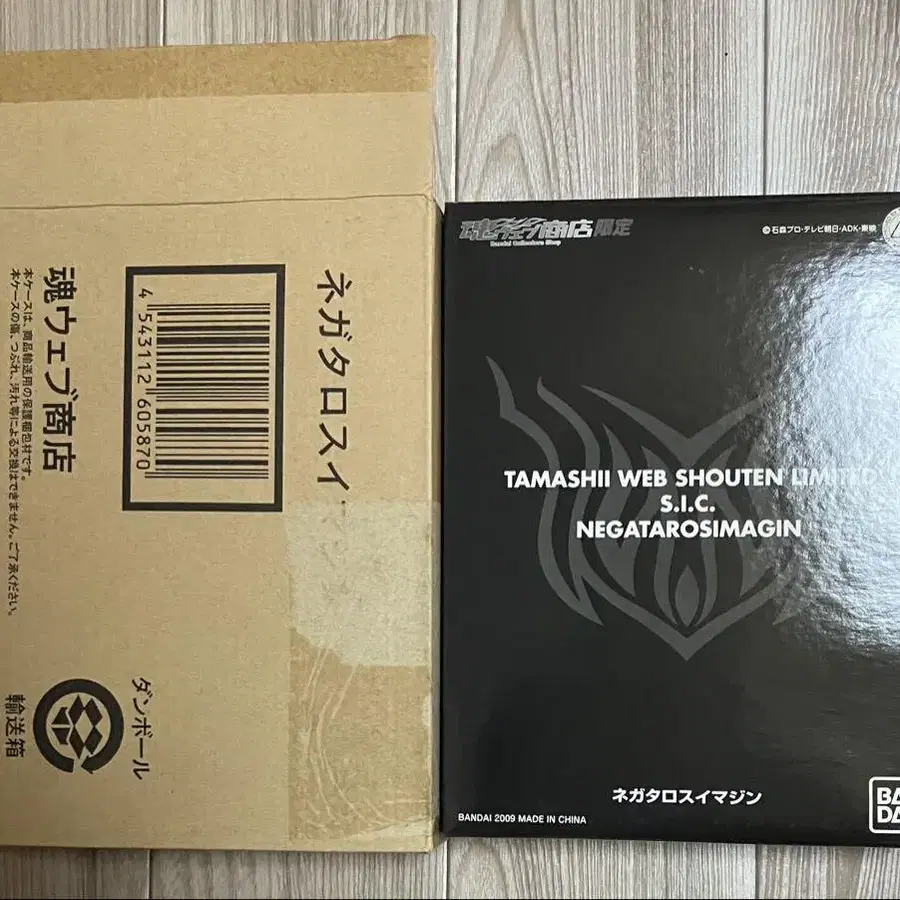 ネガタロスイ
4 543112 605870
魂ウェブ商店
本ケースは、商品輸送用の保護梱包材です。
本ケースの傷、つぶれ、汚れ等による交換はできません。ご了承ください。
ダンボール
輸送箱
魂ウェブ商店 限定
Bandai Collectors Shop
©石森プロ・テレビ朝日・ADK・東映
TAMASHII WEB SHOUTEN LIMITED
S.I.C.
NEGATAROSIMAGIN
ネガタロスイマジン
BANDAI 2009 MADE IN CHINA
BA
DA